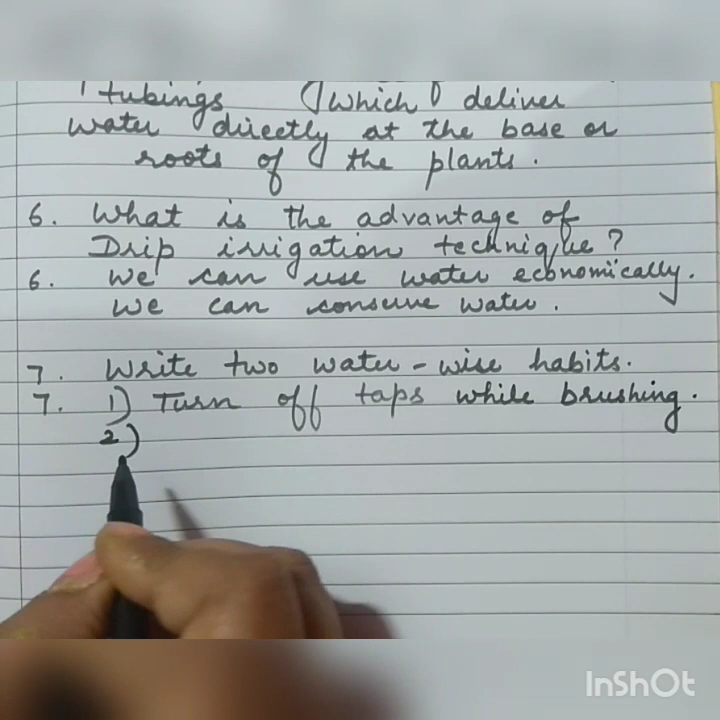 tubings which deliver
water directly at the base or
roots of the plants.
6. What is the advantage of
Drip irrigation technique?
6. We can use water economically.
We can conserve water.
7. Write two water-wise habits.
7. 1) Turn off taps while brushing.
2)
InShOt